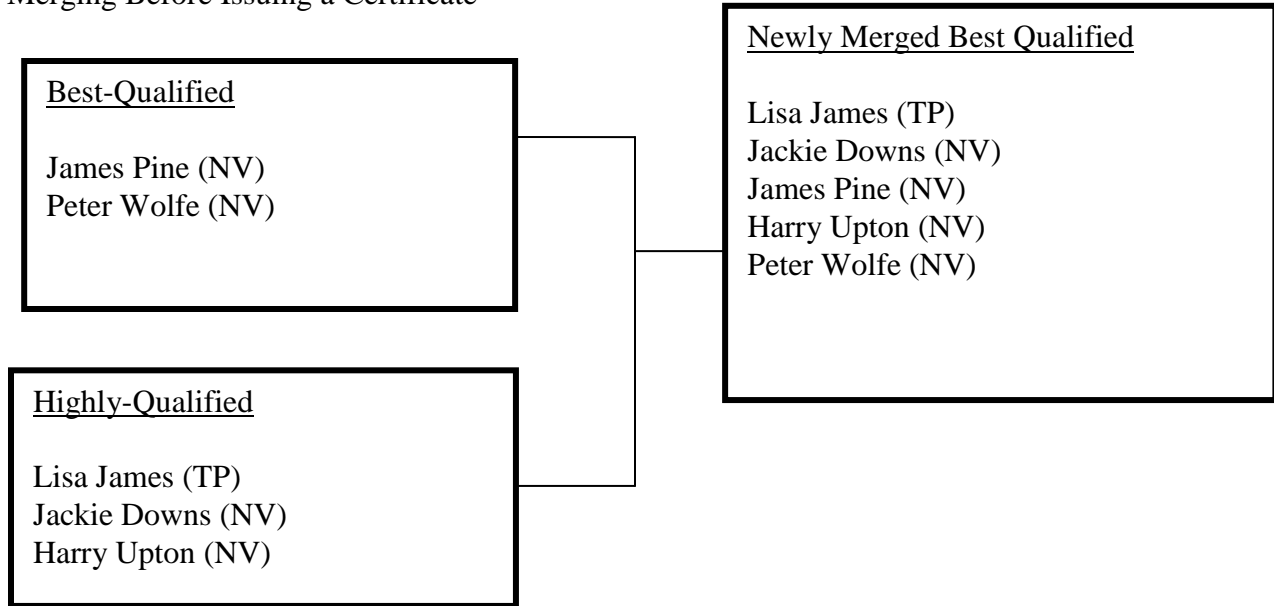 Merging Before Issuing a Certificate
Best-Qualified
James Pine (NV)
Peter Wolfe (NV)
Highly-Qualified
Lisa James (TP)
Jackie Downs (NV)
Harry Upton (NV)
Newly Merged Best Qualified
Lisa James (TP)
Jackie Downs (NV)
James Pine (NV)
Harry Upton (NV)
Peter Wolfe (NV)